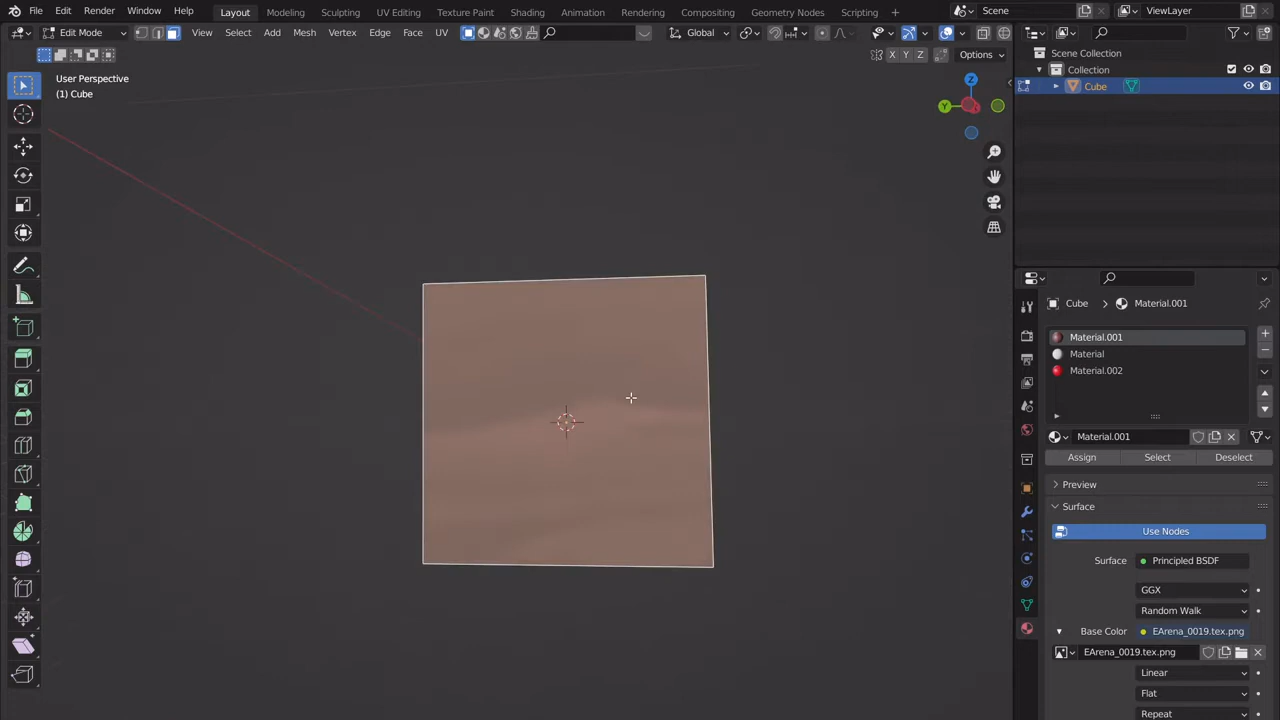 File Edit Render Window Help Layout Modeling Sculpting UV Editing Texture Paint Shading Animation Rendering Compositing Geometry Nodes Scripting + Scene ViewLayer
Edit Mode View Select Add Mesh Vertex Edge Face UV Global
X Y Z Options
User Perspective
(1) Cube
Z
Y
Scene Collection
Collection
Cube
Cube > Material.001
Material.001
Material
Material.002
Material.001
Assign Select Deselect
Preview
Surface
Use Nodes
Surface Principled BSDF
GGX
Random Walk
Base Color EArena_0019.tex.png
EArena_0019.tex.png
Linear
Flat
Repeat